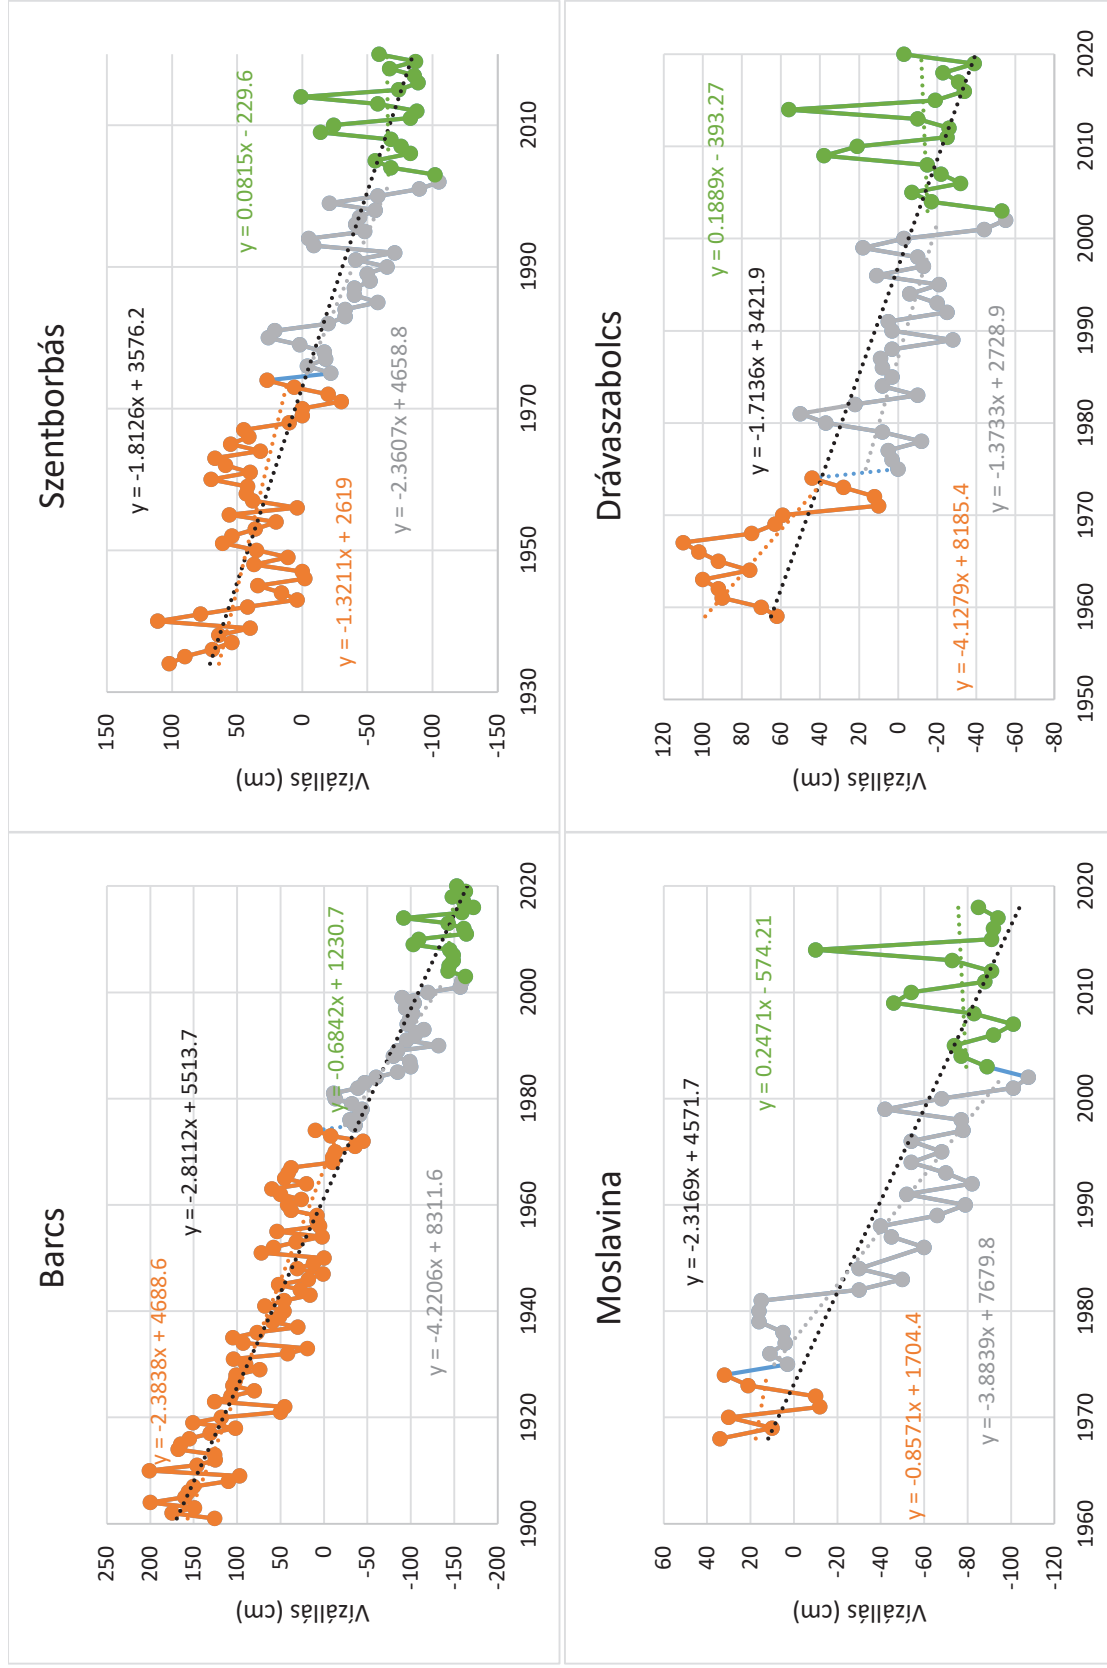 Barcs
y = -2.3838x + 4688.6
y = -2.8112x + 5513.7
y = -0.6842x + 1230.7
y = -4.2206x + 8311.6
Vízállás (cm)
250
200
150
100
50
0
-50
-100
-150
-200
1900
1920
1940
1960
1980
2000
2020
Szentborbás
y = -1.8126x + 3576.2
y = 0.0815x - 229.6
y = -1.3211x + 2619
y = -2.3607x + 4658.8
Vízállás (cm)
150
100
50
0
-50
-100
-150
1930
1950
1970
1990
2010
Moslavina
y = -2.3169x + 4571.7
y = 0.2471x - 574.21
y = -0.8571x + 1704.4
y = -3.8839x + 7679.8
Vízállás (cm)
60
40
20
0
-20
-40
-60
-80
-100
-120
1960
1970
1980
1990
2000
2010
2020
Drávaszabolcs
y = 0.1889x - 393.27
y = -1.7136x + 3421.9
y = -4.1279x + 8185.4
y = -1.3733x + 2728.9
Vízállás (cm)
120
100
80
60
40
20
0
-20
-40
-60
-80
1950
1960
1970
1980
1990
2000
2010
2020